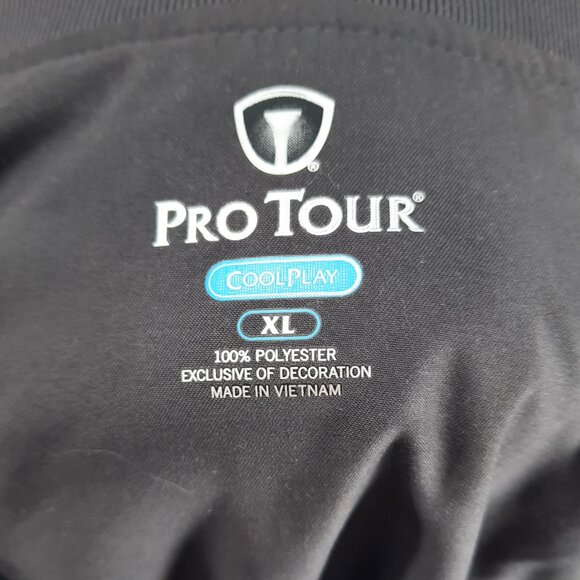 ®
PRO TOUR®
COOLPLAY
XL
100% POLYESTER
EXCLUSIVE OF DECORATION
MADE IN VIETNAM